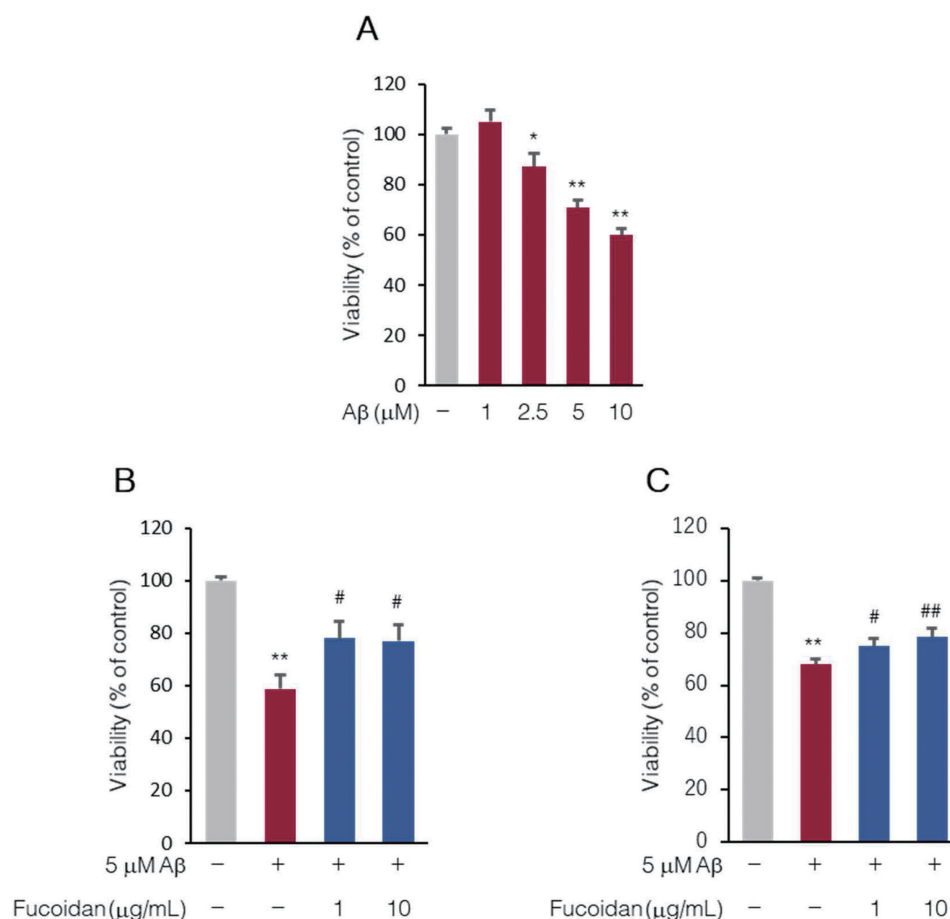 A
Viability (% of control)
120
100
80
60
40
20
0
*
**
**
Aβ (μM) – 1 2.5 5 10
B
Viability (% of control)
120
100
80
60
40
20
0
**
#
#
5 μM Aβ – + + +
Fucoidan (μg/mL) – – 1 10
C
Viability (% of control)
120
100
80
60
40
20
0
**
#
##
5 μM Aβ – + + +
Fucoidan (μg/mL) – – 1 10